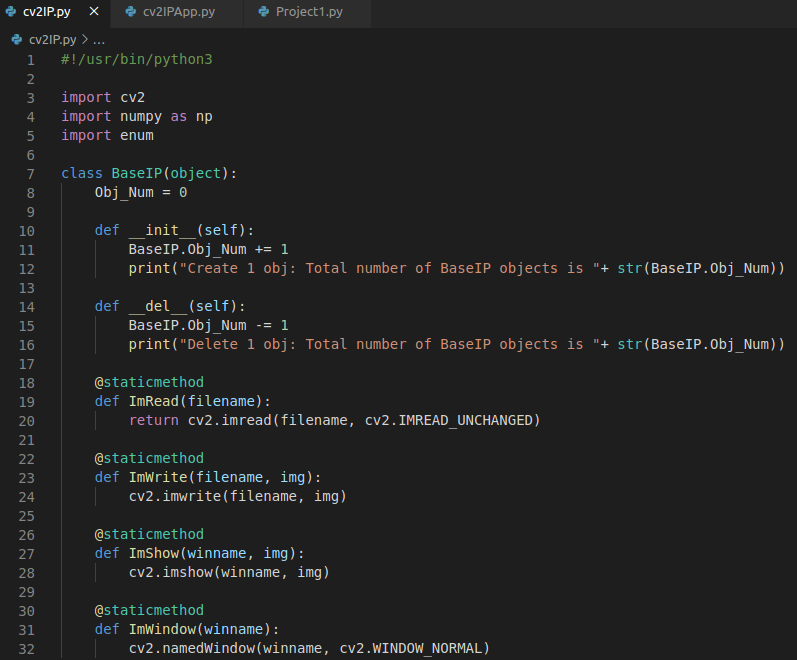 cv2IP.py × cv2IPApp.py Project1.py
cv2IP.py > ...
1 #!/usr/bin/python3
2
3 import cv2
4 import numpy as np
5 import enum
6
7 class BaseIP(object):
8     Obj_Num = 0
9
10     def __init__(self):
11         BaseIP.Obj_Num += 1
12         print("Create 1 obj: Total number of BaseIP objects is "+ str(BaseIP.Obj_Num))
13
14     def __del__(self):
15         BaseIP.Obj_Num -= 1
16         print("Delete 1 obj: Total number of BaseIP objects is "+ str(BaseIP.Obj_Num))
17
18     @staticmethod
19     def ImRead(filename):
20         return cv2.imread(filename, cv2.IMREAD_UNCHANGED)
21
22     @staticmethod
23     def ImWrite(filename, img):
24         cv2.imwrite(filename, img)
25
26     @staticmethod
27     def ImShow(winname, img):
28         cv2.imshow(winname, img)
29
30     @staticmethod
31     def ImWindow(winname):
32         cv2.namedWindow(winname, cv2.WINDOW_NORMAL)